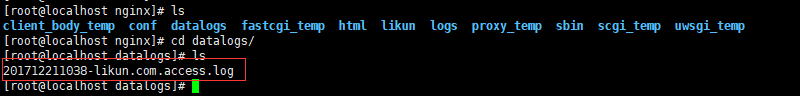 [root@localhost nginx]# ls
client_body_temp conf datalogs fastcgi_temp html likun logs proxy_temp sbin scgi_temp uwsgi_temp
[root@localhost nginx]# cd datalogs/
[root@localhost datalogs]# ls
201712211038-likun.com.access.log
[root@localhost datalogs]#